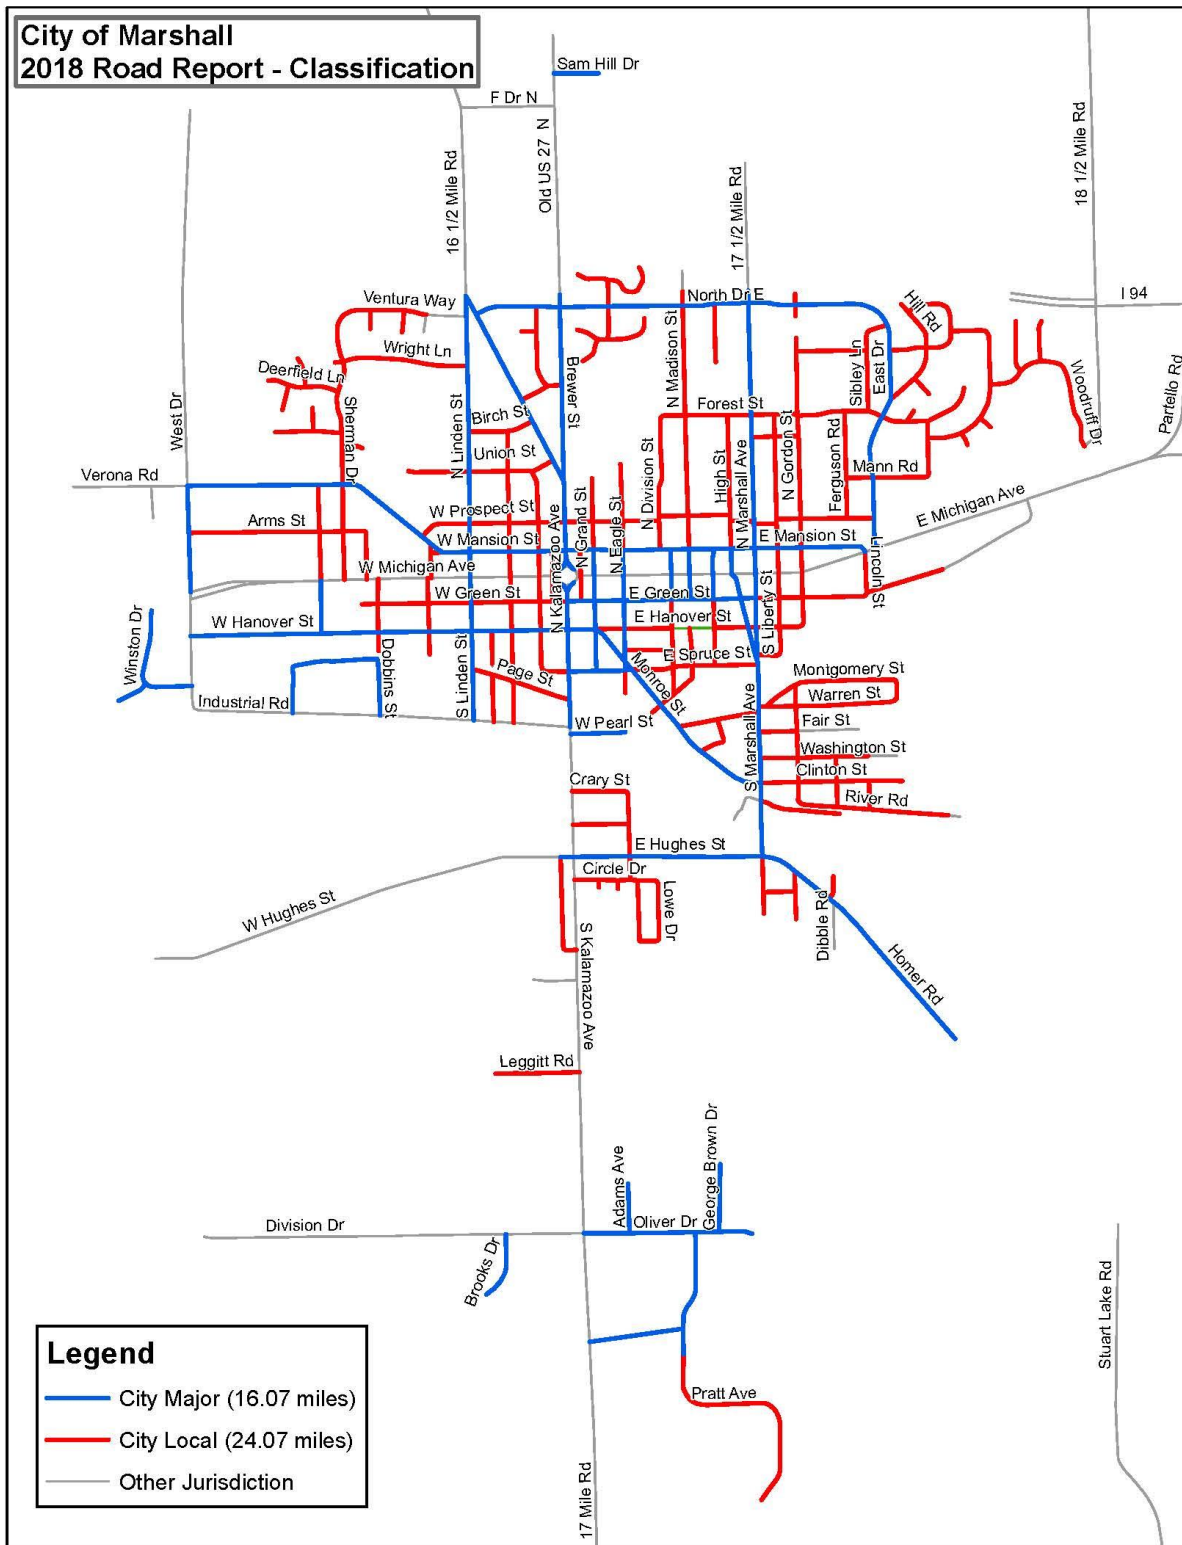 City of Marshall
2018 Road Report - Classification
Sam Hill Dr
F Dr N
Old US 27 N
16 1/2 Mile Rd
17 1/2 Mile Rd
18 1/2 Mile Rd
I 94
North Dr E
Ventura Way
Hill Rd
Wright Ln
Deerfield Ln
Brewer St
N Madison St
Sibley Ln
East Dr
Woodruff Dr
Partello Rd
West Dr
Sherman Dr
N Linden St
Birch St
Forest St
Union St
N Division St
High St
N Marshall Ave
N Gordon St
Ferguson Rd
Mann Rd
Verona Rd
Arms St
W Prospect St
N Grand St
N Eagle St
E Michigan Ave
W Mansion St
E Mansion St
W Michigan Ave
N Kalamazoo Ave
Lincoln St
W Green St
E Green St
S Liberty St
W Hanover St
E Hanover St
Winston Dr
Dobbins St
S Linden St
Page St
E Spruce St
Monroe St
Montgomery St
Warren St
Industrial Rd
W Pearl St
S Marshall Ave
Fair St
Washington St
Clinton St
Crary St
River Rd
E Hughes St
Circle Dr
Lowe Dr
W Hughes St
Dibble Rd
S Kalamazoo Ave
Homer Rd
Leggitt Rd
Adams Ave
George Brown Dr
Division Dr
Oliver Dr
Brooks Dr
Stuart Lake Rd
Pratt Ave
17 Mile Rd
Legend
City Major (16.07 miles)
City Local (24.07 miles)
Other Jurisdiction